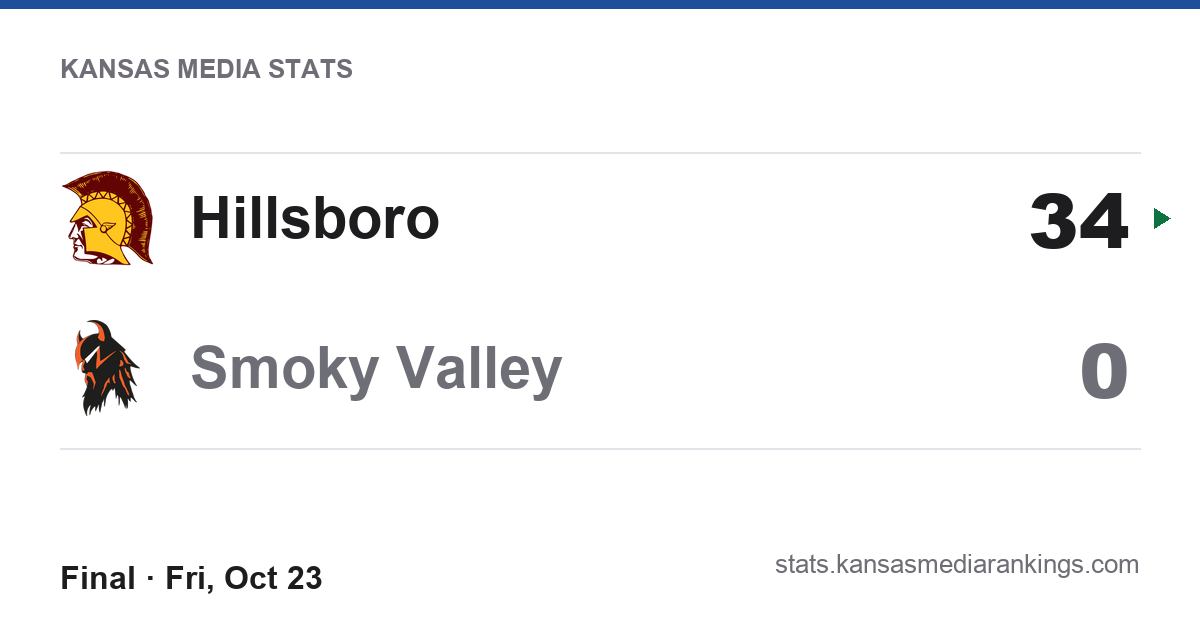 KANSAS MEDIA STATS
Hillsboro 34
Smoky Valley 0
Final · Fri, Oct 23
stats.kansasmediarankings.com